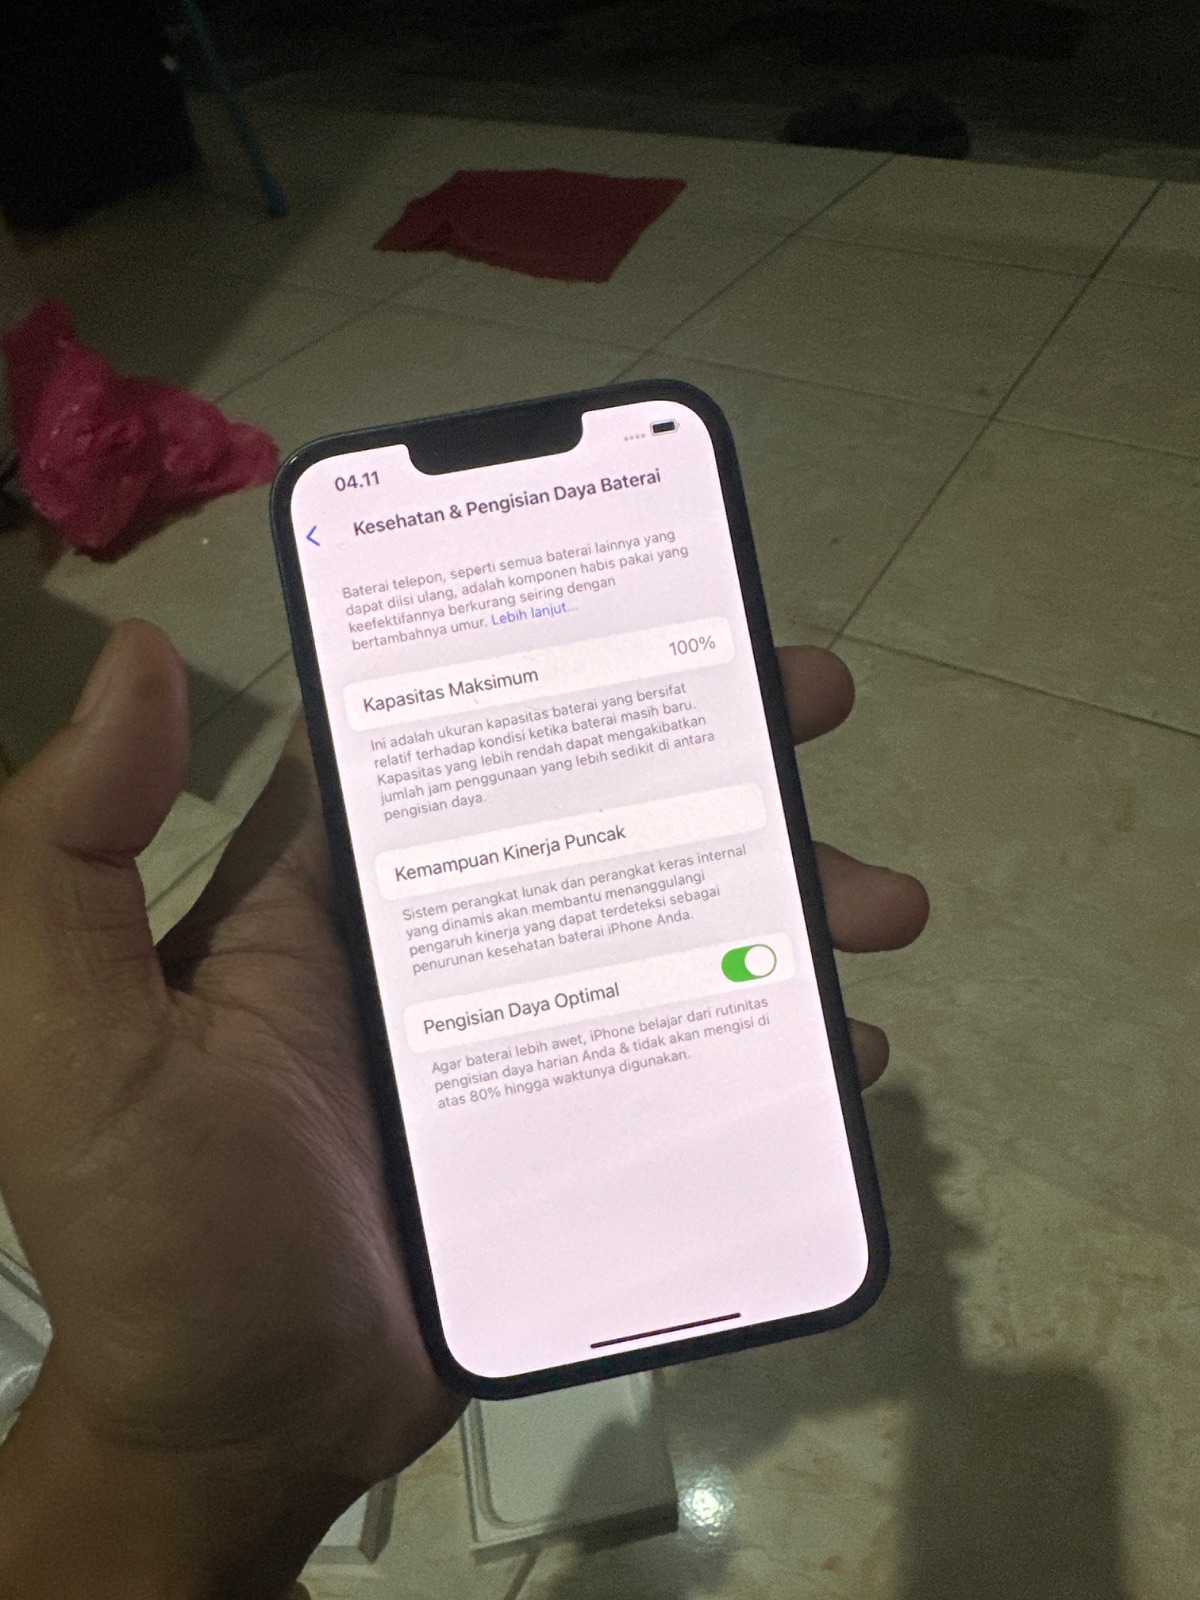 04.11
Kesehatan & Pengisian Daya Baterai
Baterai telepon, seperti semua baterai lainnya yang
dapat diisi ulang, adalah komponen habis pakai yang
keefektifannya berkurang seiring dengan
bertambahnya umur. Lebih lanjut...
Kapasitas Maksimum 100%
Ini adalah ukuran kapasitas baterai yang bersifat
relatif terhadap kondisi ketika baterai masih baru.
Kapasitas yang lebih rendah dapat mengakibatkan
jumlah jam penggunaan yang lebih sedikit di antara
pengisian daya.
Kemampuan Kinerja Puncak
Sistem perangkat lunak dan perangkat keras internal
yang dinamis akan membantu menanggulangi
pengaruh kinerja yang dapat terdeteksi sebagai
penurunan kesehatan baterai iPhone Anda.
Pengisian Daya Optimal
Agar baterai lebih awet, iPhone belajar dari rutinitas
pengisian daya harian Anda & tidak akan mengisi di
atas 80% hingga waktunya digunakan.